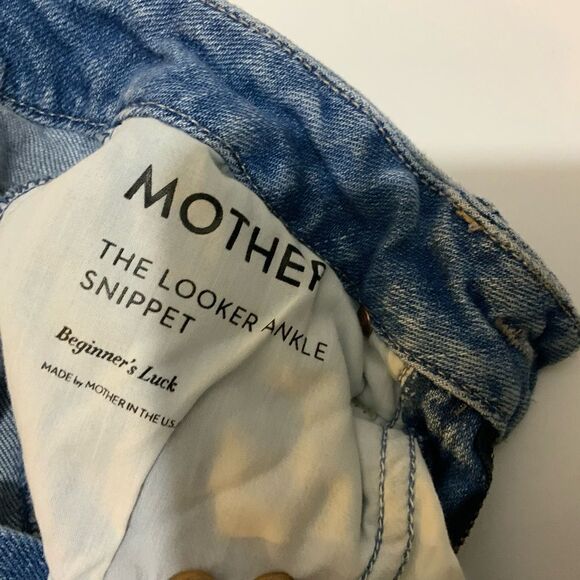 MOTHER
THE LOOKER ANKLE
SNIPPET
Beginner's Luck
MADE by MOTHER IN THE U.S.